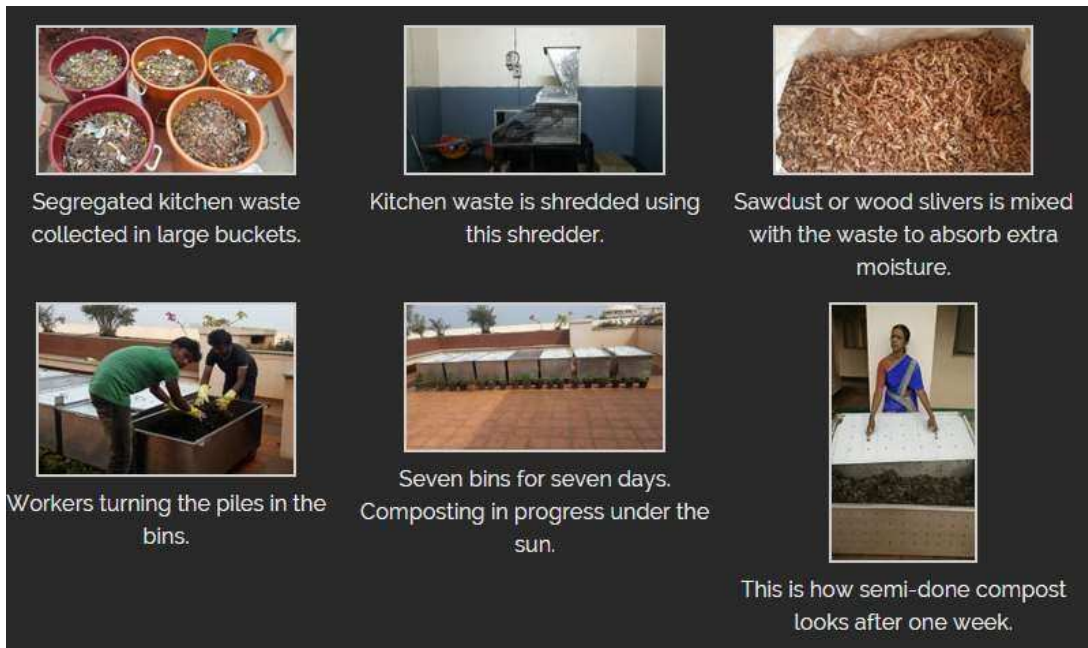 Segregated kitchen waste
collected in large buckets.
Kitchen waste is shredded using
this shredder.
Sawdust or wood slivers is mixed
with the waste to absorb extra
moisture.
Workers turning the piles in the
bins.
Seven bins for seven days.
Composting in progress under the
sun.
This is how semi-done compost
looks after one week.